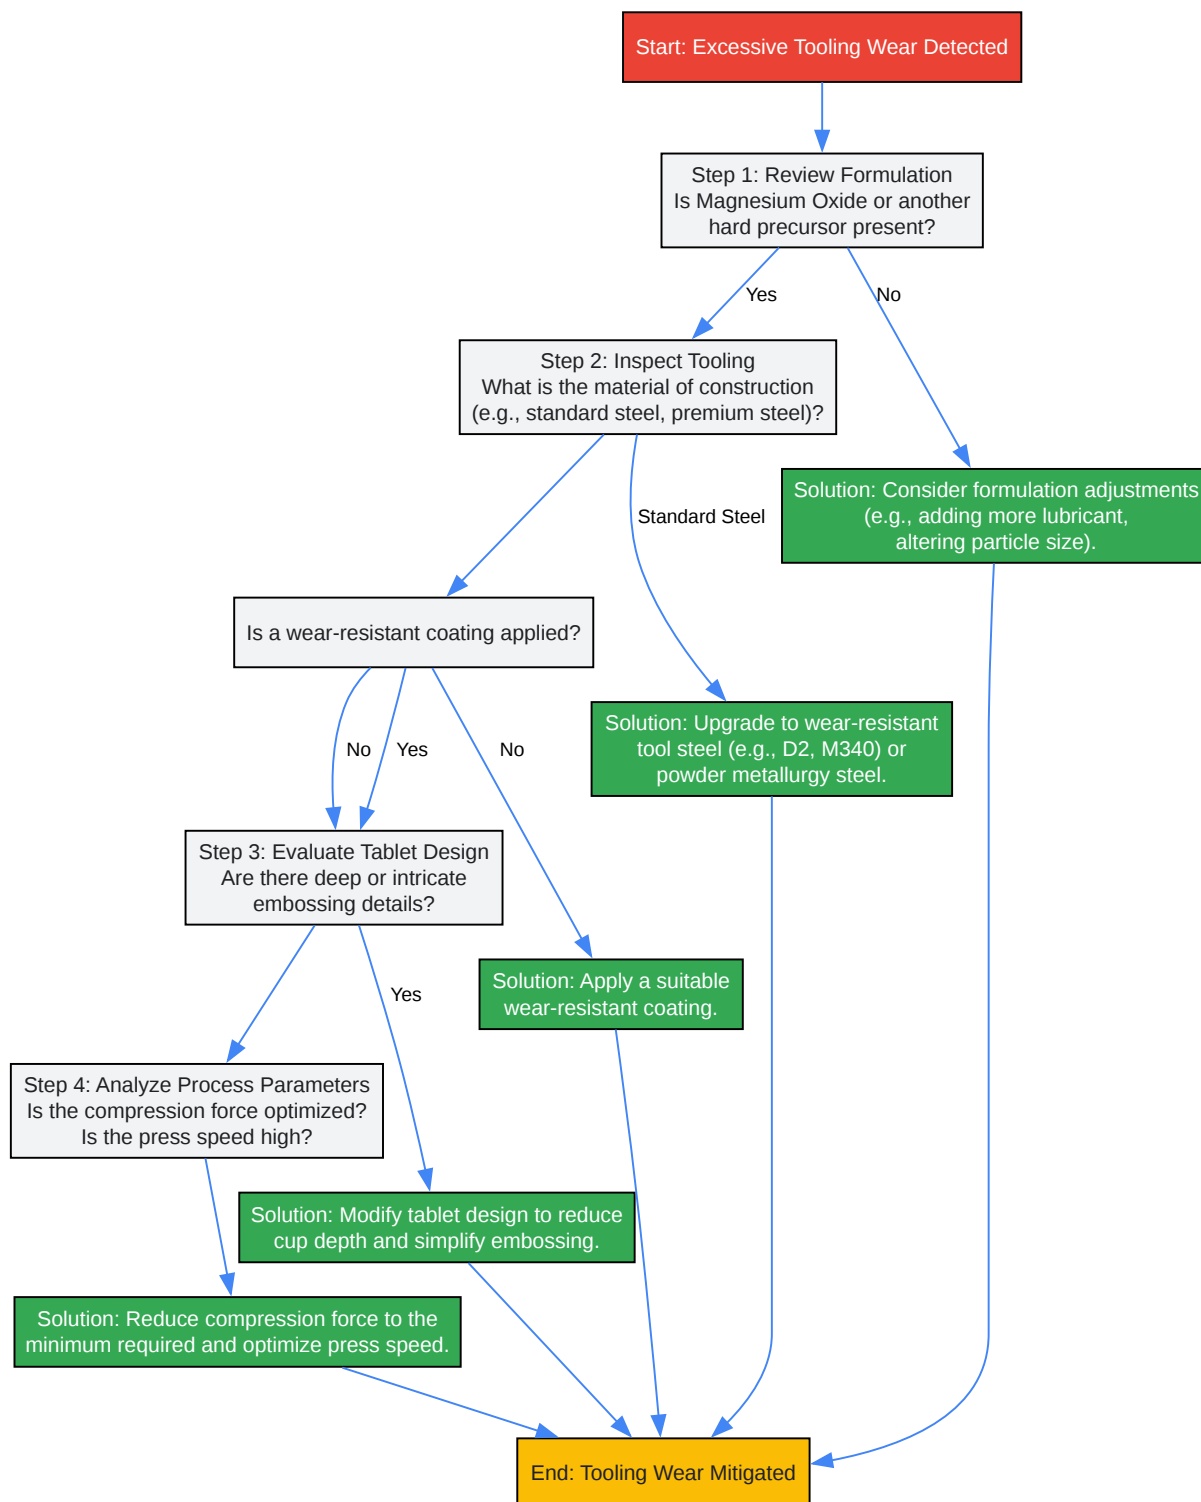 Start: Excessive Tooling Wear Detected
Step 1: Review Formulation
Is Magnesium Oxide or another
hard precursor present?
Yes
No
Step 2: Inspect Tooling
What is the material of construction
(e.g., standard steel, premium steel)?
Solution: Consider formulation adjustments
(e.g., adding more lubricant,
altering particle size).
Standard Steel
Is a wear-resistant coating applied?
Solution: Upgrade to wear-resistant
tool steel (e.g., D2, M340) or
powder metallurgy steel.
No
Yes
No
Step 3: Evaluate Tablet Design
Are there deep or intricate
embossing details?
Solution: Apply a suitable
wear-resistant coating.
Yes
Step 4: Analyze Process Parameters
Is the compression force optimized?
Is the press speed high?
Solution: Modify tablet design to reduce
cup depth and simplify embossing.
Solution: Reduce compression force to the
minimum required and optimize press speed.
End: Tooling Wear Mitigated